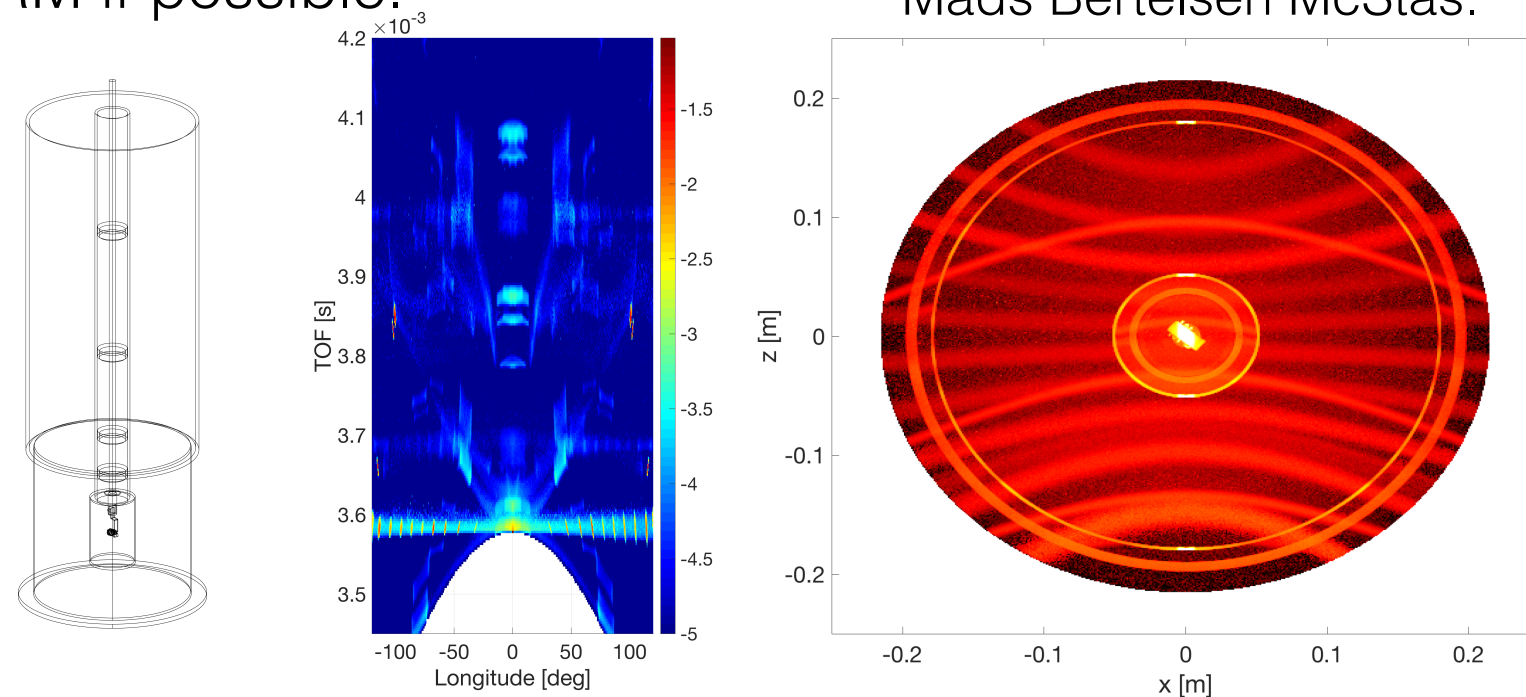 if possible.
Mads Bertelsen McStas.
×10⁻³
4.2
4.1
4
3.9
3.8
3.7
3.6
3.5
TOF [s]
-100 -50 0 50 100
Longitude [deg]
-1.5
-2
-2.5
-3
-3.5
-4
-4.5
-5
0.2
0.1
0
-0.1
-0.2
z [m]
-0.2 -0.1 0 0.1 0.2
x [m]